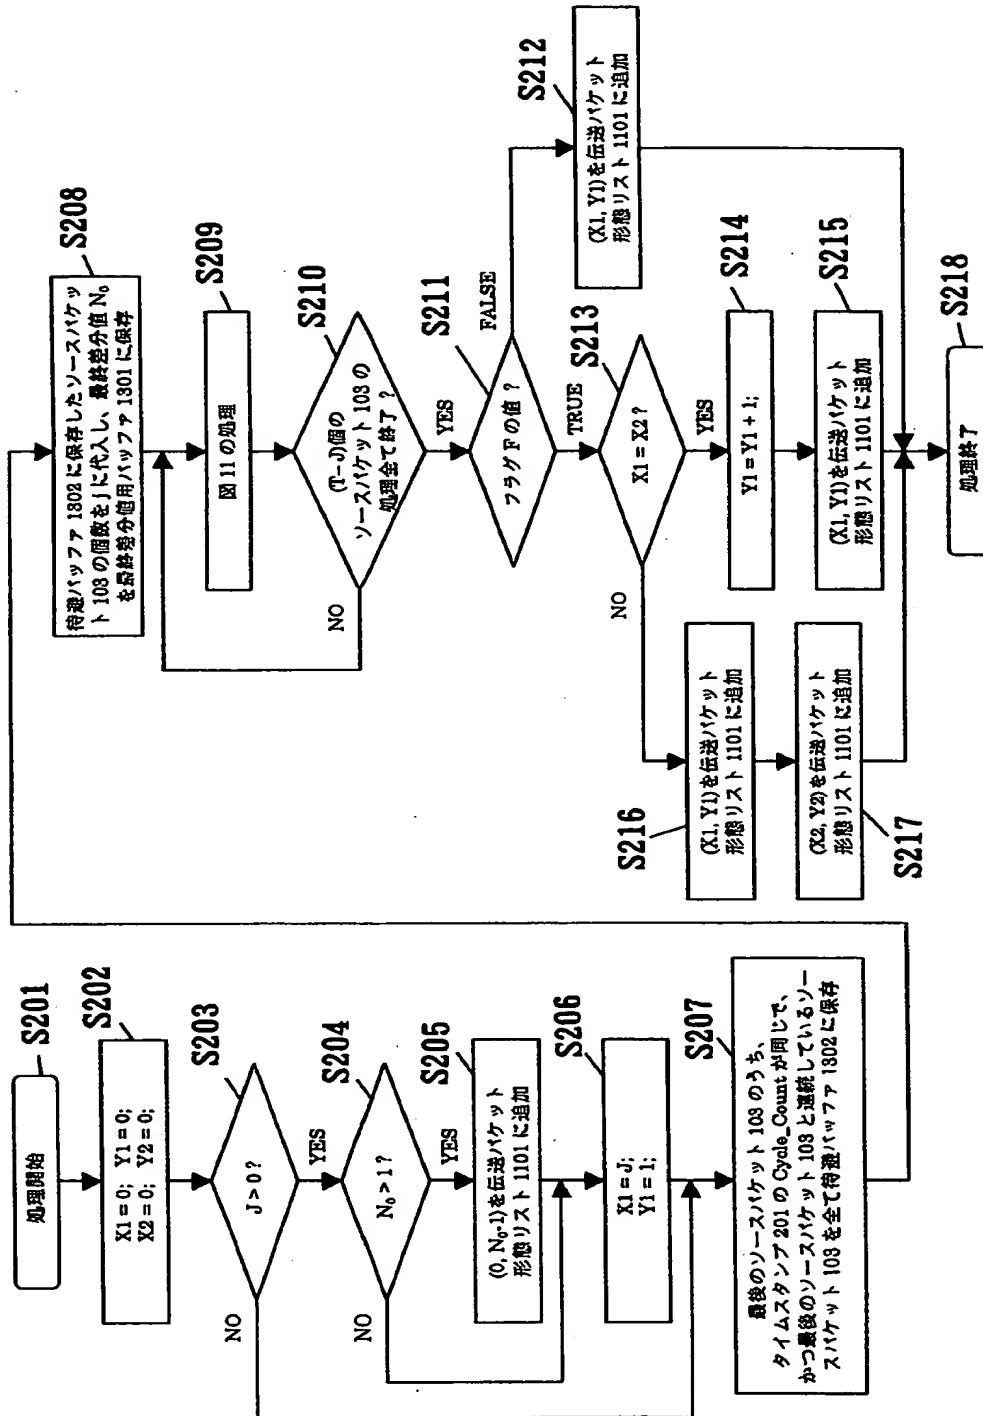 S201
処理開始
S202
X1=0; Y1=0;
X2=0; Y2=0;
S203
J>0?
NO
YES
S204
N₀>1?
NO
YES
S205
(0, N₀-1)を伝送パケット
形態リスト 1101 に追加
S206
X1=J;
Y1=1;
S207
最後のソースパケット 103 のうち、
タイムスタンプ 201 の Cycle_Count が同じで、
かつ最後のソースパケット 103 と連続しているソー
スパケット 103 を全て待避バッファ 1302 に保存
S208
待避バッファ 1302 に保存したソースパケッ
ト 103 の個数を J に代入し、最終差分値 N₀
を最終差分値用バッファ 1301 に保存
S209
図 11 の処理
S210
(T-J)個の
ソースパケット 103 の
処理全て終了?
NO
YES
S211
フラグ F の値?
FALSE
TRUE
S212
(X1, Y1)を伝送パケット
形態リスト 1101 に追加
S213
X1=X2?
NO
YES
S214
Y1=Y1+1;
S215
(X1, Y1)を伝送パケット
形態リスト 1101 に追加
S216
(X1, Y1)を伝送パケット
形態リスト 1101 に追加
S217
(X2, Y2)を伝送パケット
形態リスト 1101 に追加
S218
処理終了